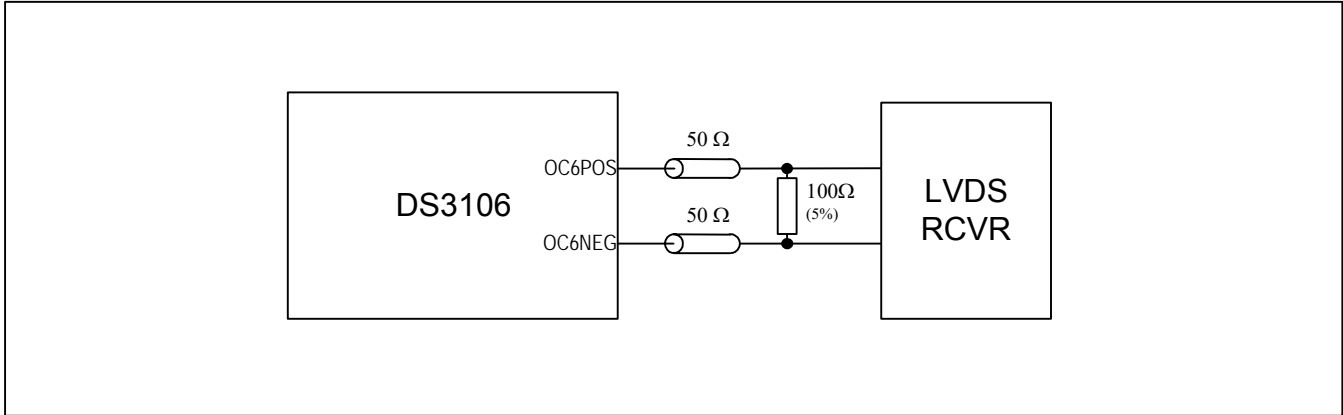 50 Ω
OC6POS
DS3106
100Ω
(5%)
LVDS
RCVR
50 Ω
OC6NEG